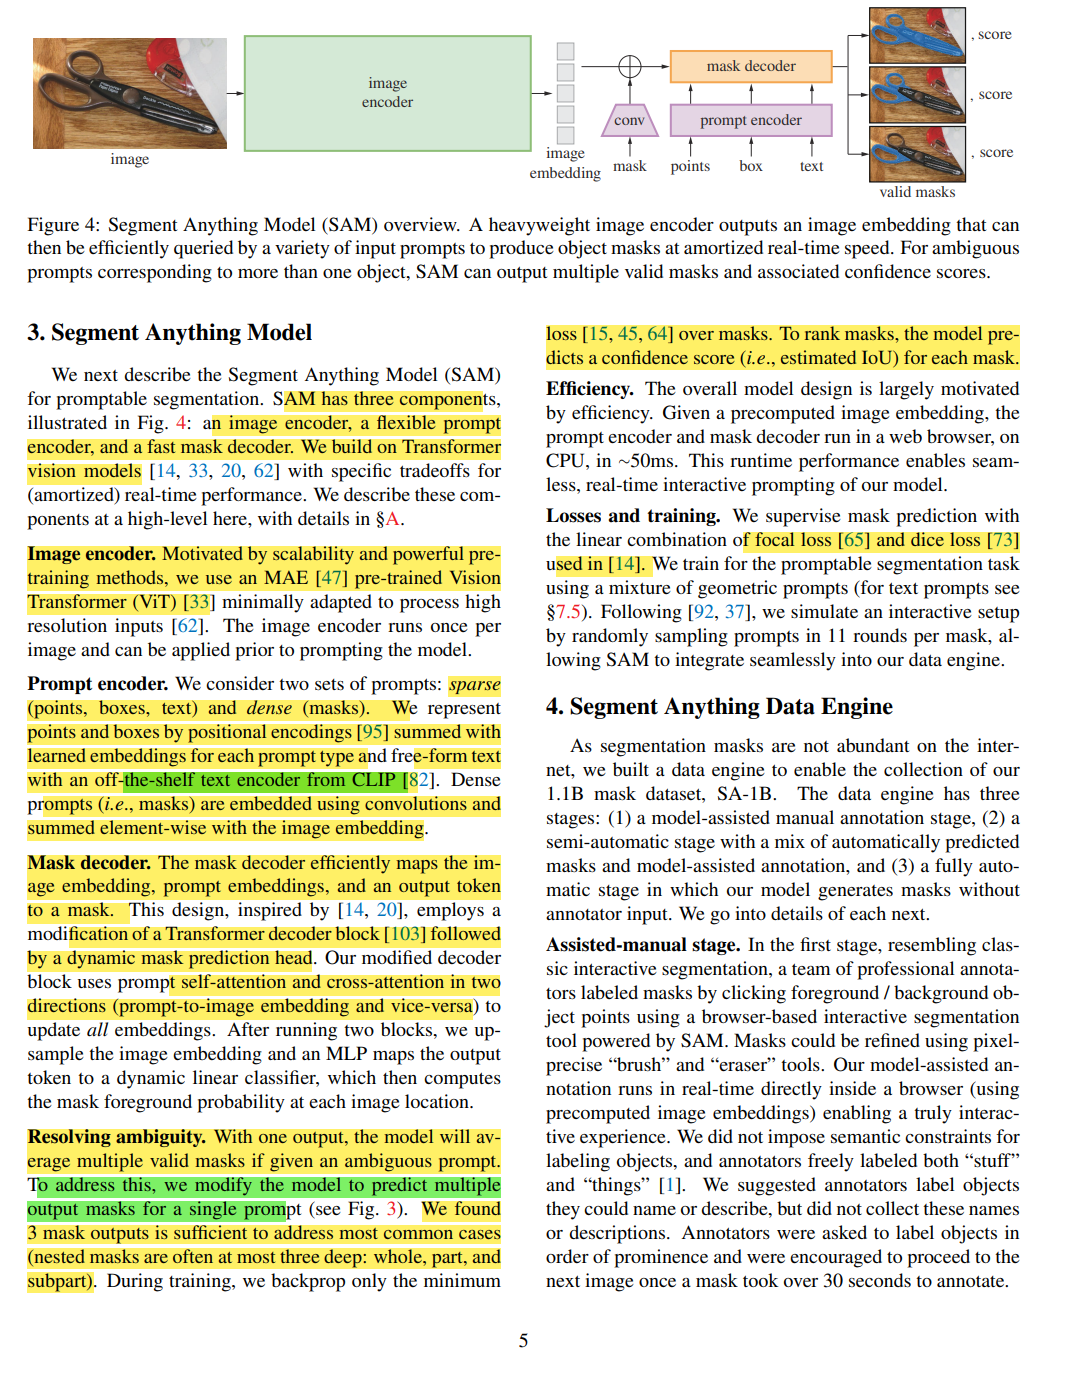 image
image
encoder
image
embedding
conv
mask decoder
prompt encoder
mask
points
box
text
, score
, score
, score
valid masks
Figure 4: Segment Anything Model (SAM) overview. A heavyweight image encoder outputs an image embedding that can
then be efficiently queried by a variety of input prompts to produce object masks at amortized real-time speed. For ambiguous
prompts corresponding to more than one object, SAM can output multiple valid masks and associated confidence scores.
3. Segment Anything Model
We next describe the Segment Anything Model (SAM)
for promptable segmentation. SAM has three components,
illustrated in Fig. 4: an image encoder, a flexible prompt
encoder, and a fast mask decoder. We build on Transformer
vision models [14, 33, 20, 62] with specific tradeoffs for
(amortized) real-time performance. We describe these com-
ponents at a high-level here, with details in §A.
Image encoder. Motivated by scalability and powerful pre-
training methods, we use an MAE [47] pre-trained Vision
Transformer (ViT) [33] minimally adapted to process high
resolution inputs [62]. The image encoder runs once per
image and can be applied prior to prompting the model.
Prompt encoder. We consider two sets of prompts: sparse
(points, boxes, text) and dense (masks). We represent
points and boxes by positional encodings [95] summed with
learned embeddings for each prompt type and free-form text
with an off-the-shelf text encoder from CLIP [82]. Dense
prompts (i.e., masks) are embedded using convolutions and
summed element-wise with the image embedding.
Mask decoder. The mask decoder efficiently maps the im-
age embedding, prompt embeddings, and an output token
to a mask. This design, inspired by [14, 20], employs a
modification of a Transformer decoder block [103] followed
by a dynamic mask prediction head. Our modified decoder
block uses prompt self-attention and cross-attention in two
directions (prompt-to-image embedding and vice-versa) to
update all embeddings. After running two blocks, we up-
sample the image embedding and an MLP maps the output
token to a dynamic linear classifier, which then computes
the mask foreground probability at each image location.
Resolving ambiguity. With one output, the model will av-
erage multiple valid masks if given an ambiguous prompt.
To address this, we modify the model to predict multiple
output masks for a single prompt (see Fig. 3). We found
3 mask outputs is sufficient to address most common cases
(nested masks are often at most three deep: whole, part, and
subpart). During training, we backprop only the minimum
loss [15, 45, 64] over masks. To rank masks, the model pre-
dicts a confidence score (i.e., estimated IoU) for each mask.
Efficiency. The overall model design is largely motivated
by efficiency. Given a precomputed image embedding, the
prompt encoder and mask decoder run in a web browser, on
CPU, in ~50ms. This runtime performance enables seam-
less, real-time interactive prompting of our model.
Losses and training. We supervise mask prediction with
the linear combination of focal loss [65] and dice loss [73]
used in [14]. We train for the promptable segmentation task
using a mixture of geometric prompts (for text prompts see
§7.5). Following [92, 37], we simulate an interactive setup
by randomly sampling prompts in 11 rounds per mask, al-
lowing SAM to integrate seamlessly into our data engine.
4. Segment Anything Data Engine
As segmentation masks are not abundant on the inter-
net, we built a data engine to enable the collection of our
1.1B mask dataset, SA-1B. The data engine has three
stages: (1) a model-assisted manual annotation stage, (2) a
semi-automatic stage with a mix of automatically predicted
masks and model-assisted annotation, and (3) a fully auto-
matic stage in which our model generates masks without
annotator input. We go into details of each next.
Assisted-manual stage. In the first stage, resembling clas-
sic interactive segmentation, a team of professional annota-
tors labeled masks by clicking foreground / background ob-
ject points using a browser-based interactive segmentation
tool powered by SAM. Masks could be refined using pixel-
precise “brush” and “eraser” tools. Our model-assisted an-
notation runs in real-time directly inside a browser (using
precomputed image embeddings) enabling a truly interac-
tive experience. We did not impose semantic constraints for
labeling objects, and annotators freely labeled both “stuff”
and “things” [1]. We suggested annotators label objects
they could name or describe, but did not collect these names
or descriptions. Annotators were asked to label objects in
order of prominence and were encouraged to proceed to the
next image once a mask took over 30 seconds to annotate.
5